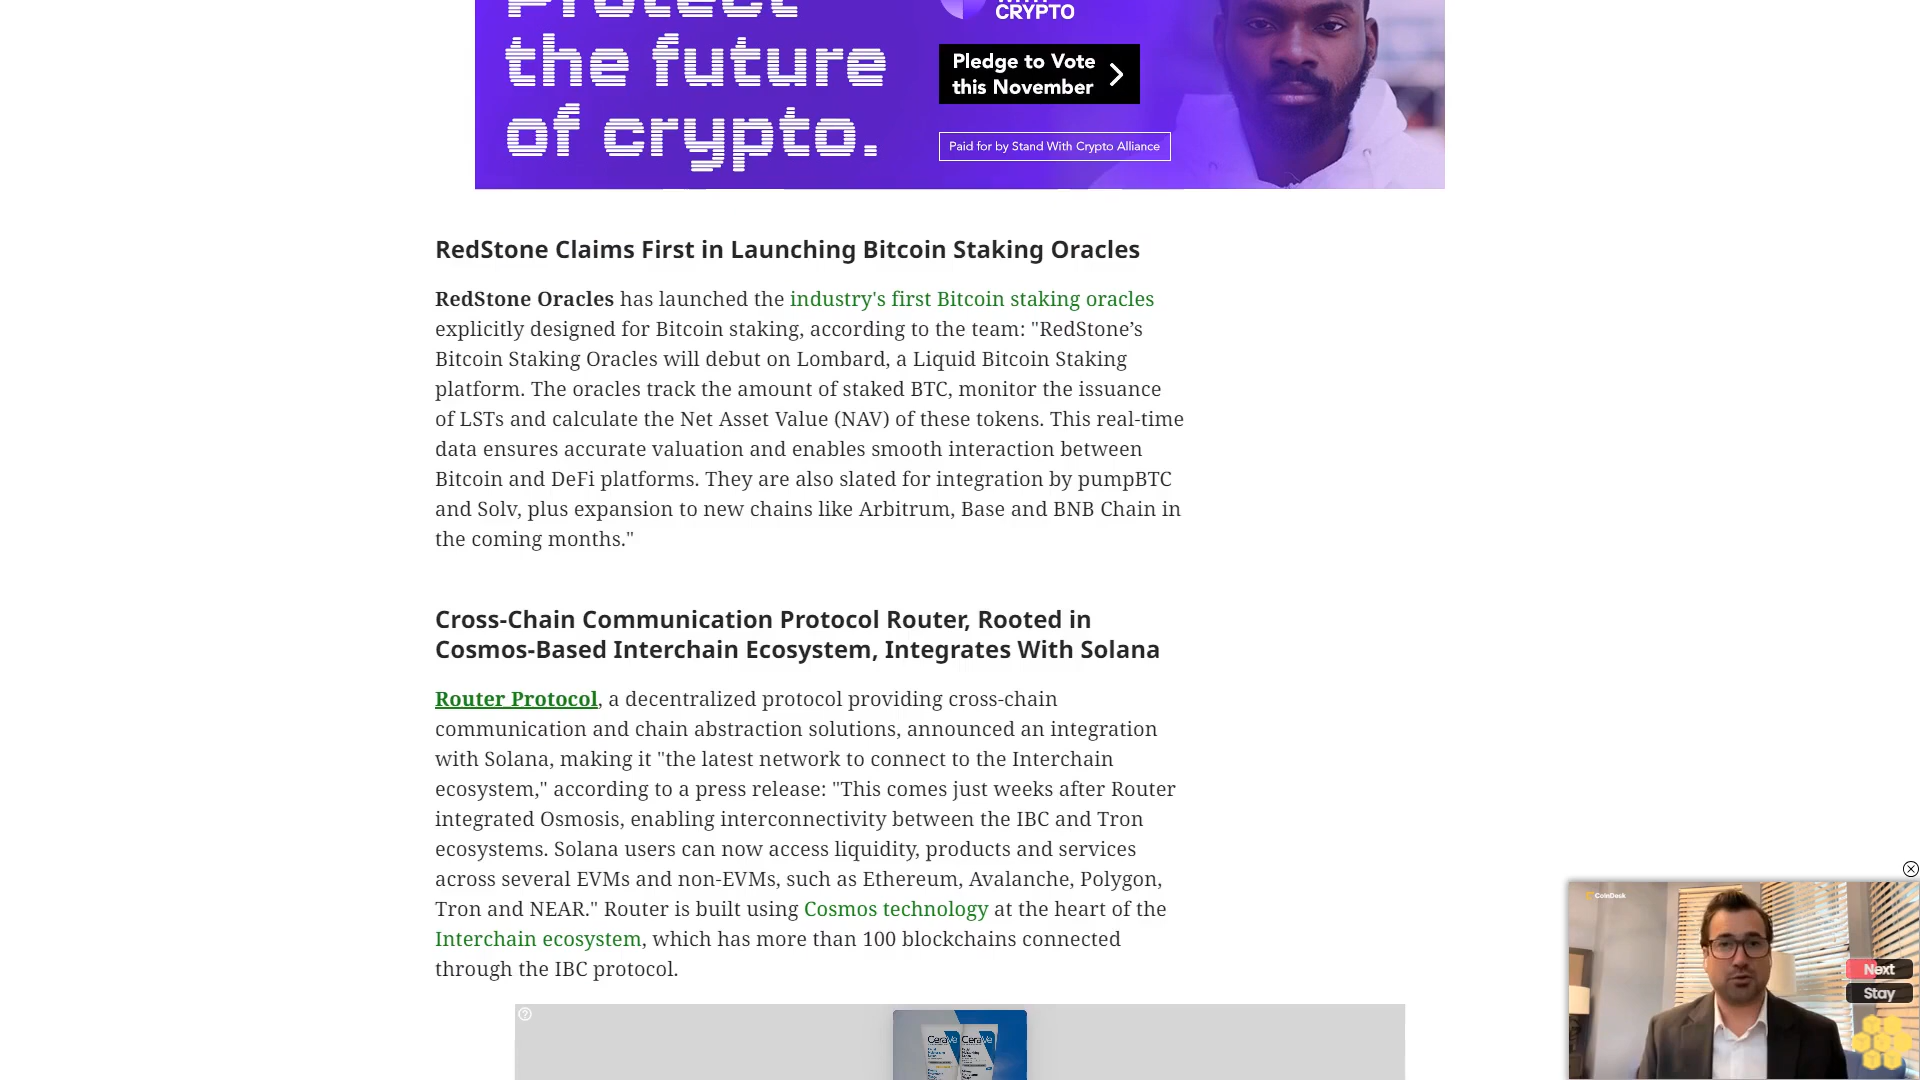 Protect
the future
of crypto.
WITH
CRYPTO
Pledge to Vote
this November
Paid for by Stand With Crypto Alliance
RedStone Claims First in Launching Bitcoin Staking Oracles
RedStone Oracles has launched the industry's first Bitcoin staking oracles
explicitly designed for Bitcoin staking, according to the team: "RedStone’s
Bitcoin Staking Oracles will debut on Lombard, a Liquid Bitcoin Staking
platform. The oracles track the amount of staked BTC, monitor the issuance
of LSTs and calculate the Net Asset Value (NAV) of these tokens. This real-time
data ensures accurate valuation and enables smooth interaction between
Bitcoin and DeFi platforms. They are also slated for integration by pumpBTC
and Solv, plus expansion to new chains like Arbitrum, Base and BNB Chain in
the coming months."
Cross-Chain Communication Protocol Router, Rooted in
Cosmos-Based Interchain Ecosystem, Integrates With Solana
Router Protocol, a decentralized protocol providing cross-chain
communication and chain abstraction solutions, announced an integration
with Solana, making it "the latest network to connect to the Interchain
ecosystem," according to a press release: "This comes just weeks after Router
integrated Osmosis, enabling interconnectivity between the IBC and Tron
ecosystems. Solana users can now access liquidity, products and services
across several EVMs and non-EVMs, such as Ethereum, Avalanche, Polygon,
Tron and NEAR." Router is built using Cosmos technology at the heart of the
Interchain ecosystem, which has more than 100 blockchains connected
through the IBC protocol.
CeraVe CeraVe
CoinDesk
Next
Stay